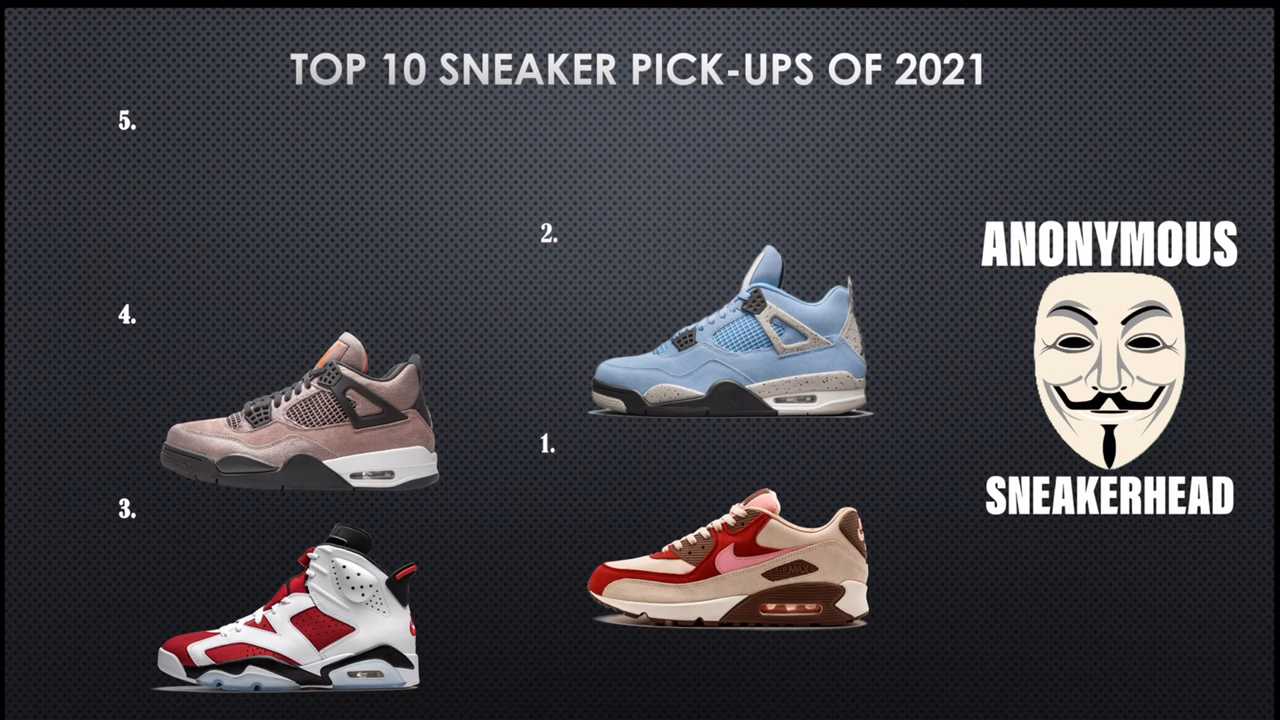 TOP 10 SNEAKER PICK-UPS OF 2021
5.
4.
3.
2.
1.
ANONYMOUS
SNEAKERHEAD